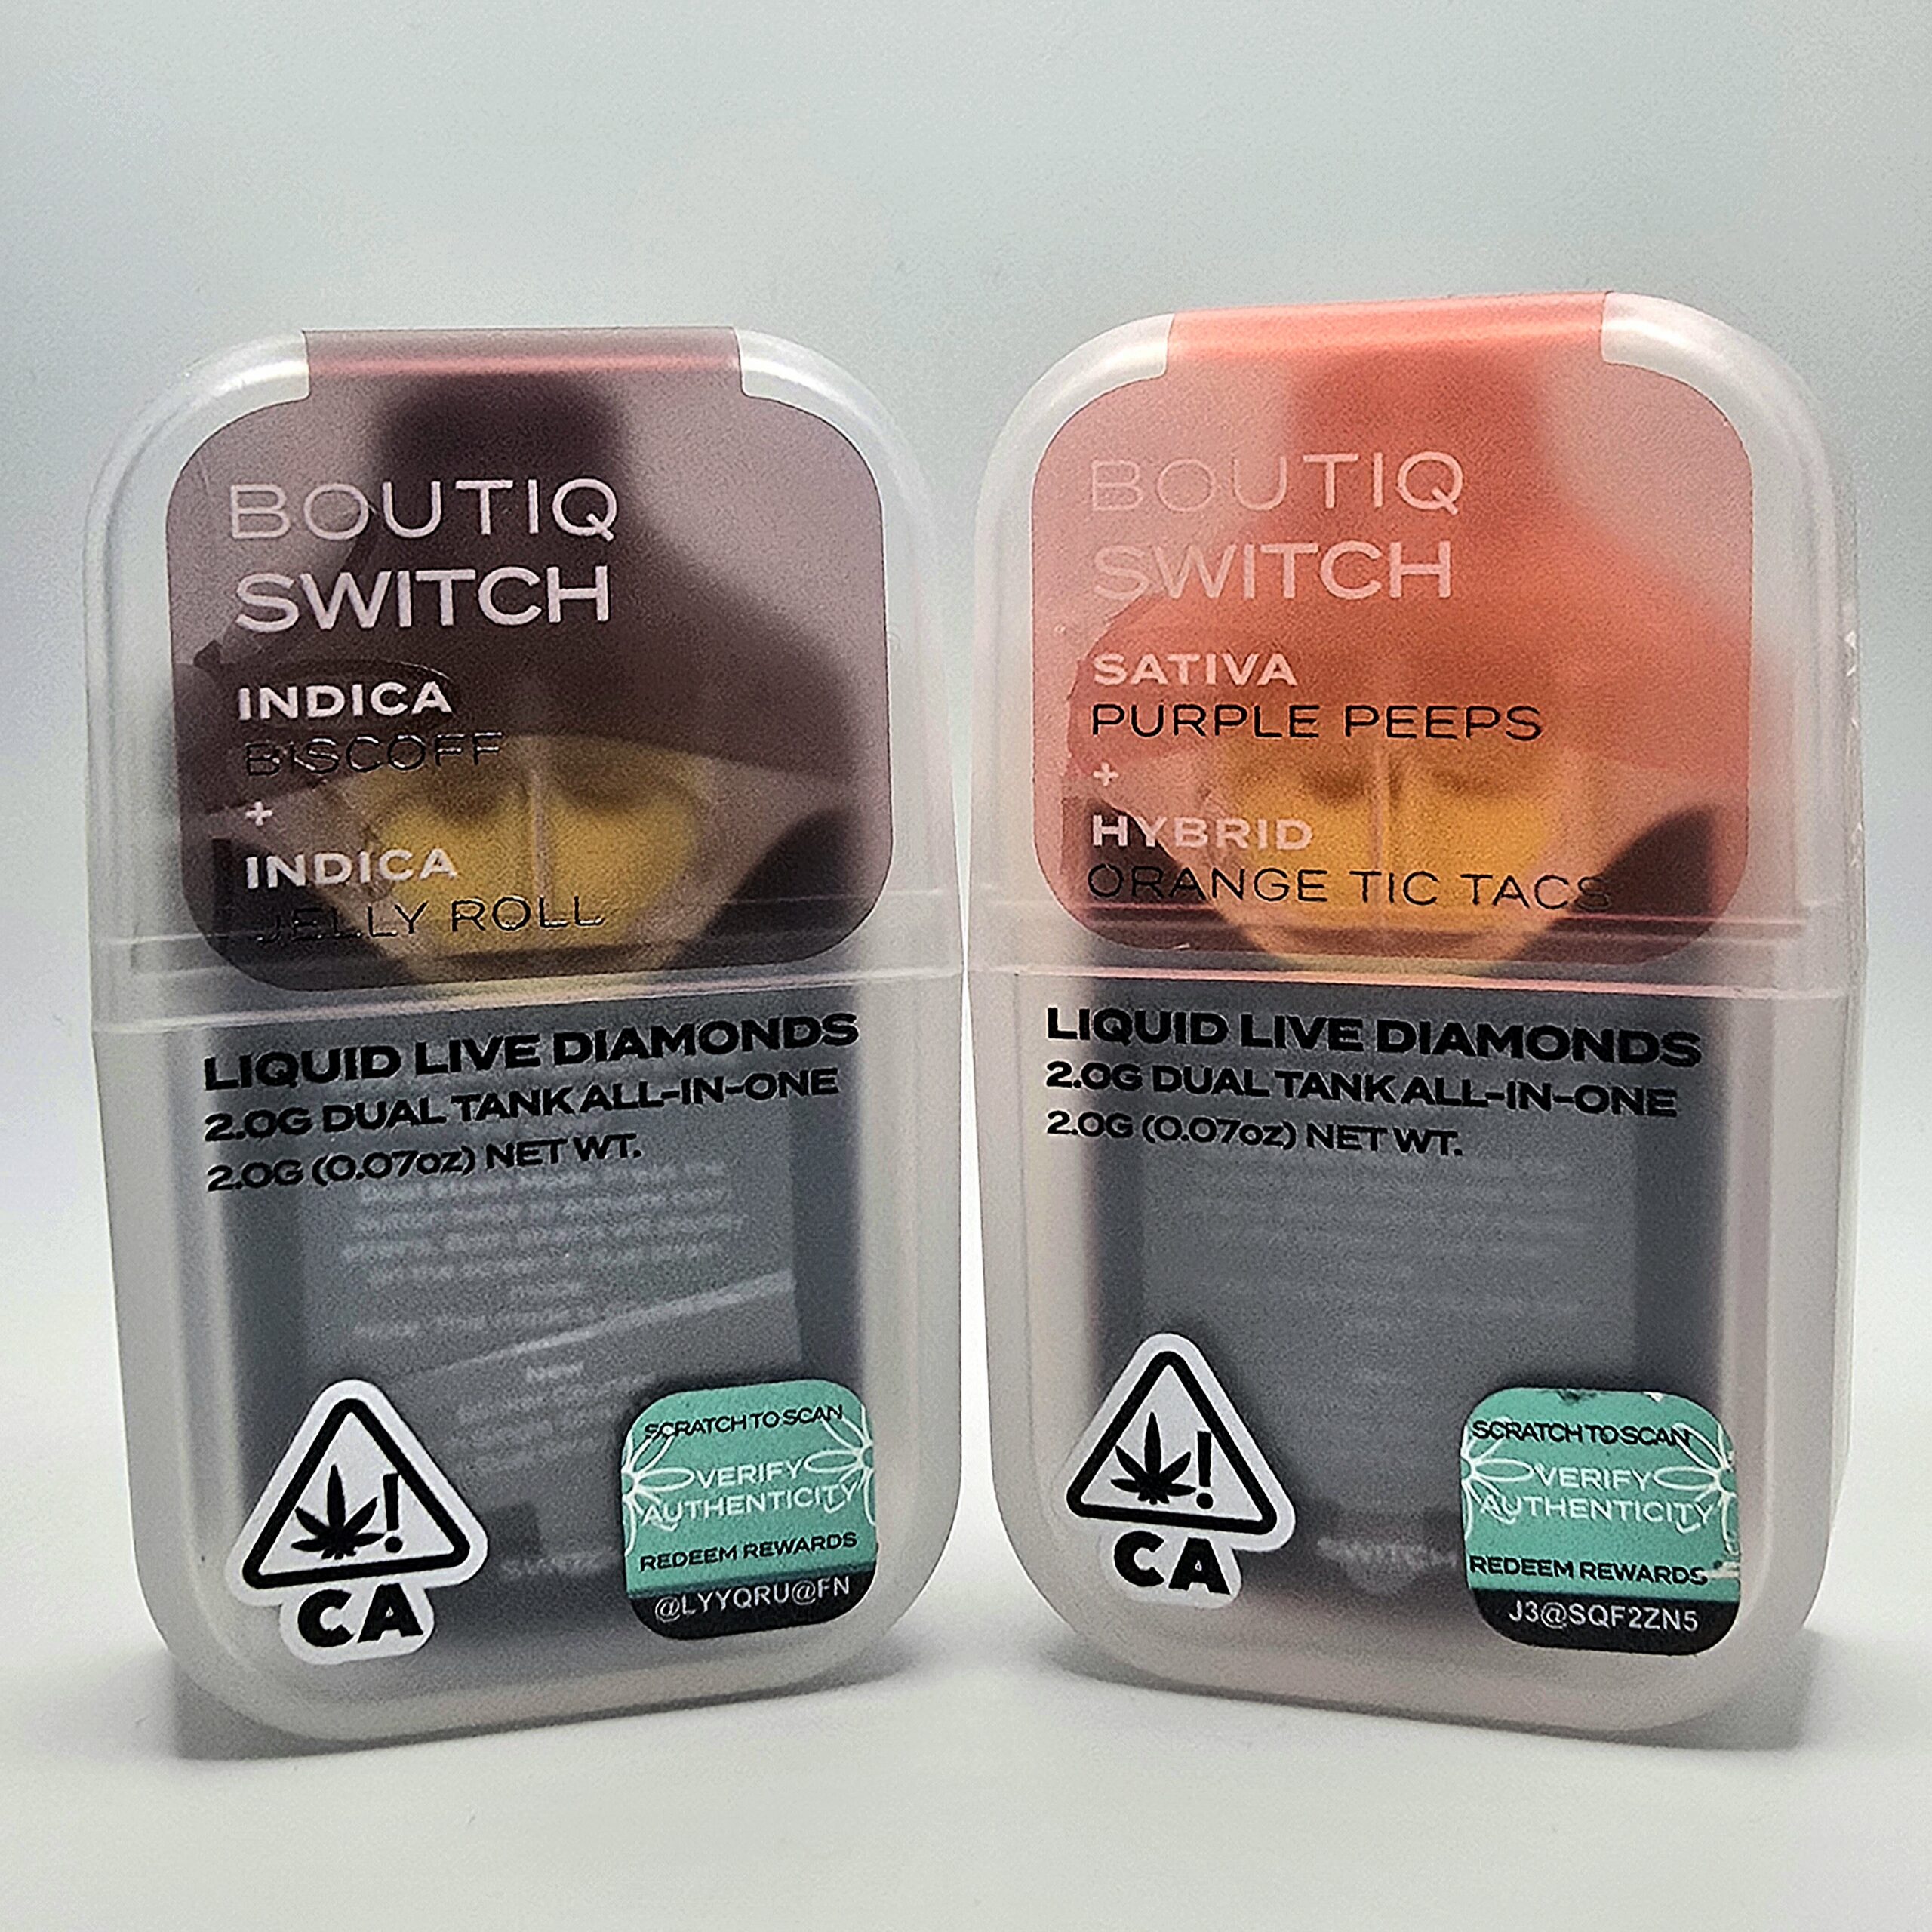 BOUTIQ
SWITCH
INDICA
BISCOFF
+
INDICA
JELLY ROLL
LIQUID LIVE DIAMONDS
2.0G DUAL TANK ALL-IN-ONE
2.0G (0.07oz) NET WT.
!
CA
SCRATCH TO SCAN
VERIFY
AUTHENTICITY
REDEEM REWARDS
@LYYQRU@FN
BOUTIQ
SWITCH
SATIVA
PURPLE PEEPS
+
HYBRID
ORANGE TIC TACS
LIQUID LIVE DIAMONDS
2.0G DUAL TANK ALL-IN-ONE
2.0G (0.07oz) NET WT.
!
CA
SCRATCH TO SCAN
VERIFY
AUTHENTICITY
REDEEM REWARDS
J3@SQF2ZN5